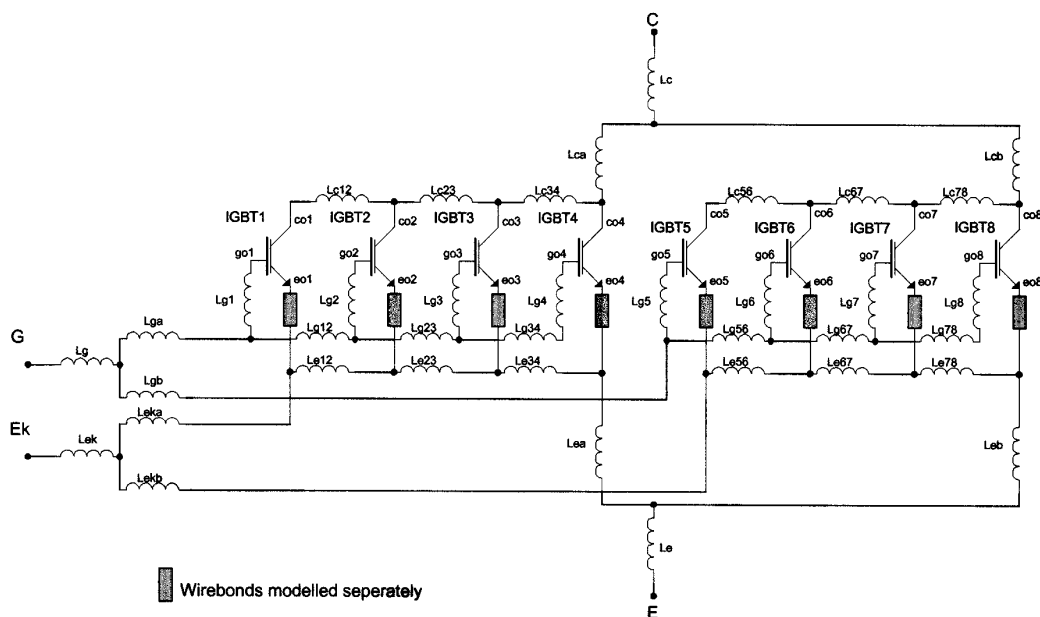 C
Lc
Lca
Lcb
Lc12
Lc23
Lc34
Lc56
Lc67
Lc78
IGBT1
co1
IGBT2
co2
IGBT3
co3
IGBT4
co4
IGBT5
co5
IGBT6
co6
IGBT7
co7
IGBT8
co8
go1
go2
go3
go4
go5
go6
go7
go8
eo1
eo2
eo3
eo4
eo5
eo6
eo7
eo8
Lg1
Lg2
Lg3
Lg4
Lg5
Lg6
Lg7
Lg8
G
Lga
Lg
Lg12
Lg23
Lg34
Lg56
Lg67
Lg78
Le12
Le23
Le34
Le56
Le67
Le78
Lgb
Ek
Leka
Lek
Lekb
Lea
Leb
Le
E
Wirebonds modelled seperately